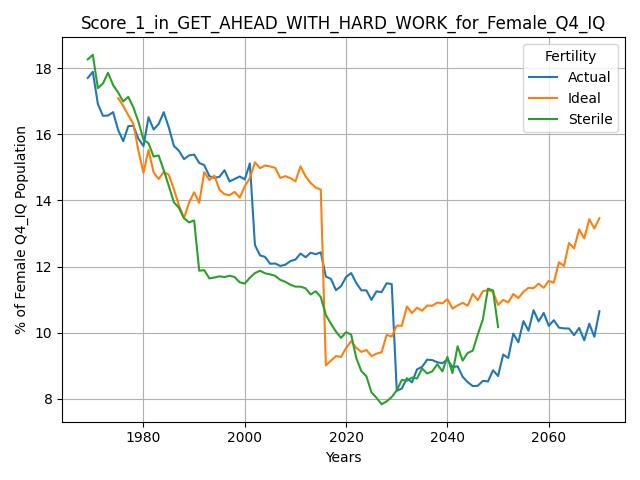 Score_1_in_GET_AHEAD_WITH_HARD_WORK_for_Female_Q4_IQ
Fertility
Actual
Ideal
Sterile
% of Female Q4_IQ Population
18
16
14
12
10
8
1980
2000
2020
2040
2060
Years